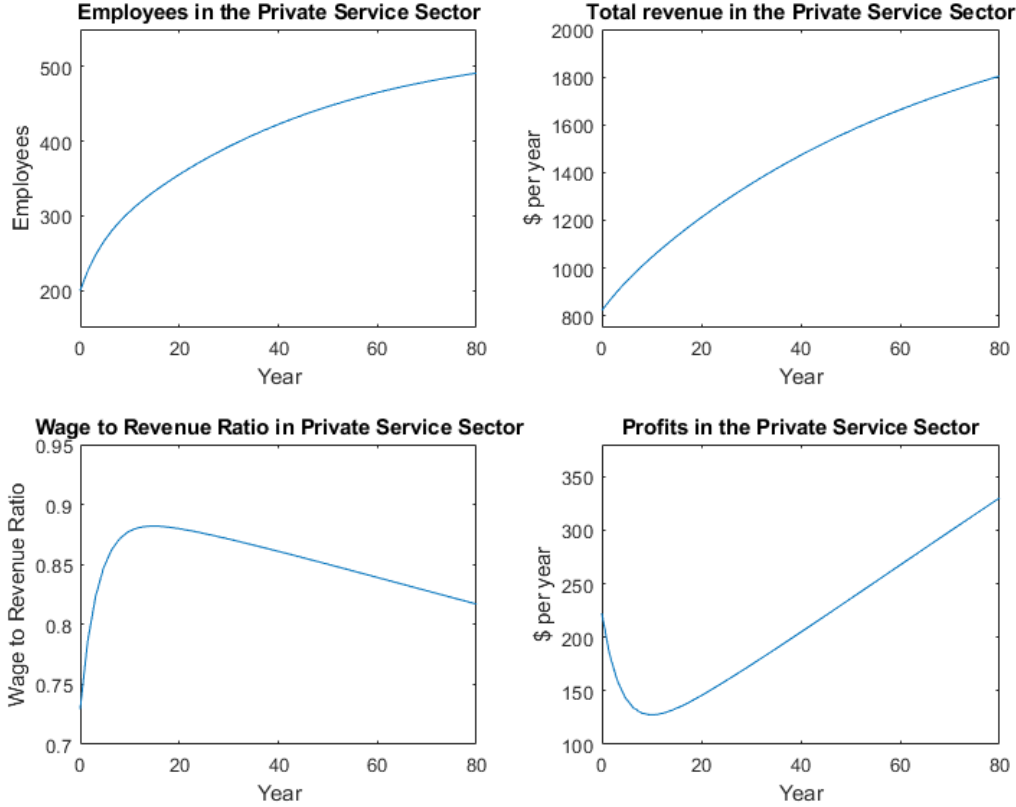 Employees in the Private Service Sector
500
400
300
200
Employees
0 20 40 60 80
Year
Total revenue in the Private Service Sector
2000
1800
1600
1400
1200
1000
800
$ per year
0 20 40 60 80
Year
Wage to Revenue Ratio in Private Service Sector
0.95
0.9
0.85
0.8
0.75
0.7
Wage to Revenue Ratio
0 20 40 60 80
Year
Profits in the Private Service Sector
350
300
250
200
150
100
$ per year
0 20 40 60 80
Year